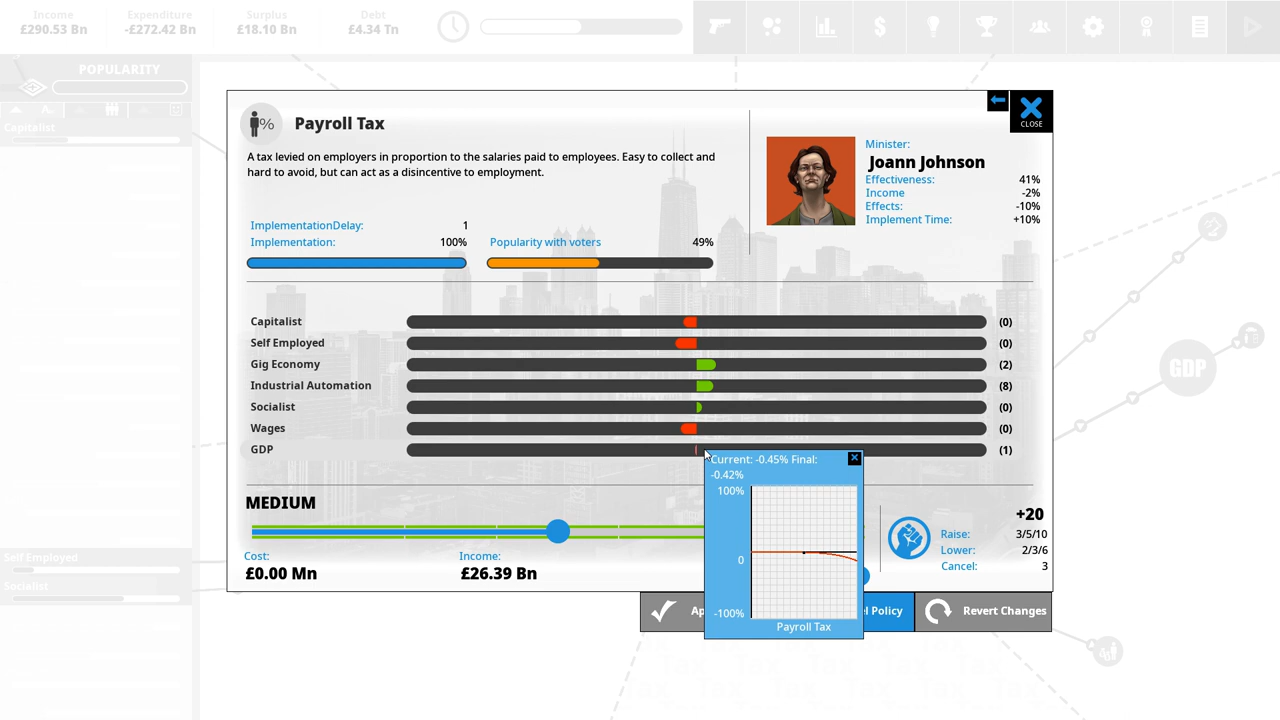 Income
Expenditure
Surplus
Debt
£290.53 Bn
-£272.42 Bn
£18.10 Bn
£4.34 Tn
POPULARITY
Capitalist
Self Employed
Socialist
GDP
Payroll Tax
A tax levied on employers in proportion to the salaries paid to employees. Easy to collect and
hard to avoid, but can act as a disincentive to employment.
ImplementationDelay: 1
Implementation: 100%
Popularity with voters 49%
CLOSE
Minister:
Joann Johnson
Effectiveness: 41%
Income -2%
Effects: -10%
Implement Time: +10%
Capitalist (0)
Self Employed (0)
Gig Economy (2)
Industrial Automation (8)
Socialist (0)
Wages (0)
GDP (1)
Current: -0.45% Final:
-0.42%
100%
0
-100%
Payroll Tax
MEDIUM
Cost:
£0.00 Mn
Income:
£26.39 Bn
+20
Raise: 3/5/10
Lower: 2/3/6
Cancel: 3
Policy
Revert Changes